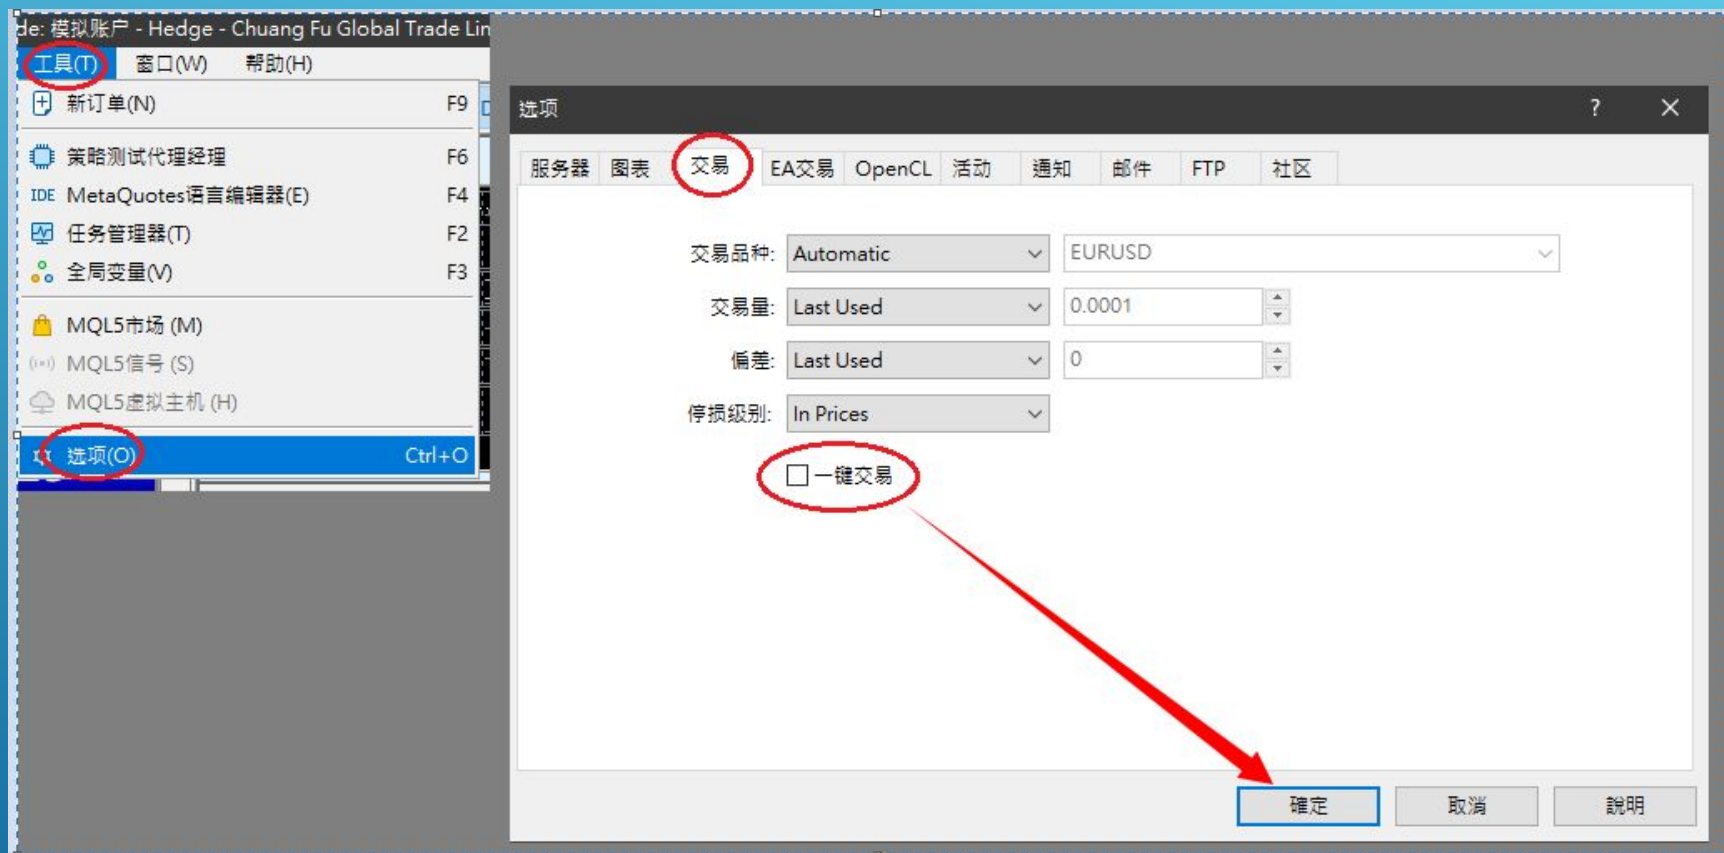 de: 模拟账户 - Hedge - Chuang Fu Global Trade Lin
工具(T) 窗口(W) 帮助(H)
新订单(N) F9
策略测试代理经理 F6
IDE MetaQuotes语言编辑器(E) F4
任务管理器(T) F2
全局变量(V) F3
MQL5市场 (M)
MQL5信号 (S)
MQL5虚拟主机 (H)
选项(O) Ctrl+O
选项 ?
服务器 图表 交易 EA交易 OpenCL 活动 通知 邮件 FTP 社区
交易品种: Automatic EURUSD
交易量: Last Used 0.0001
偏差: Last Used 0
停损级别: In Prices
一键交易
確定 取消 說明